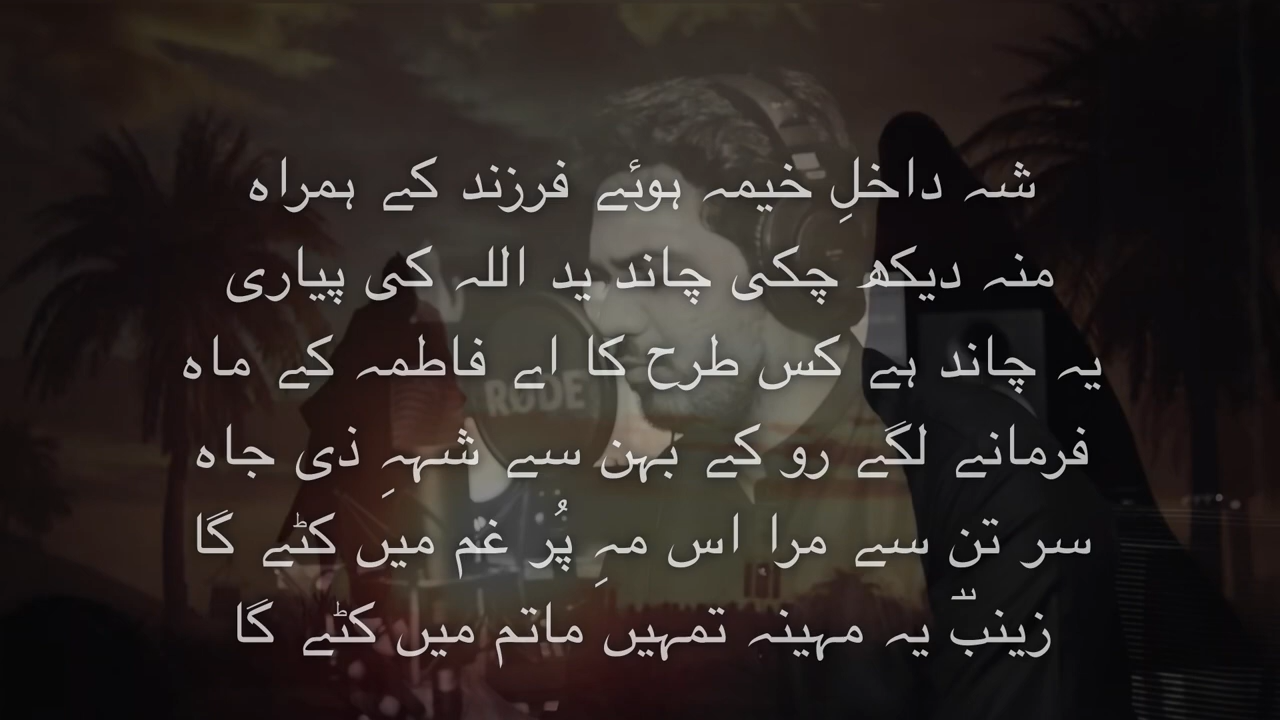 شہ داخلِ خیمہ ہوئے فرزند کے ہمراہ
منہ دیکھ چکی چاند ید اللہ کی پیاری
یہ چاند ہے کس طرح کا اے فاطمہ کے ماہ
فرمانے لگے رو کے بہن سے شہہِ ذی جاہ
سر تن سے مرا اس مہِ پُر غم میں کٹے گا
زینبؑ یہ مہینہ تمہیں ماتم میں کٹے گا
RØDE